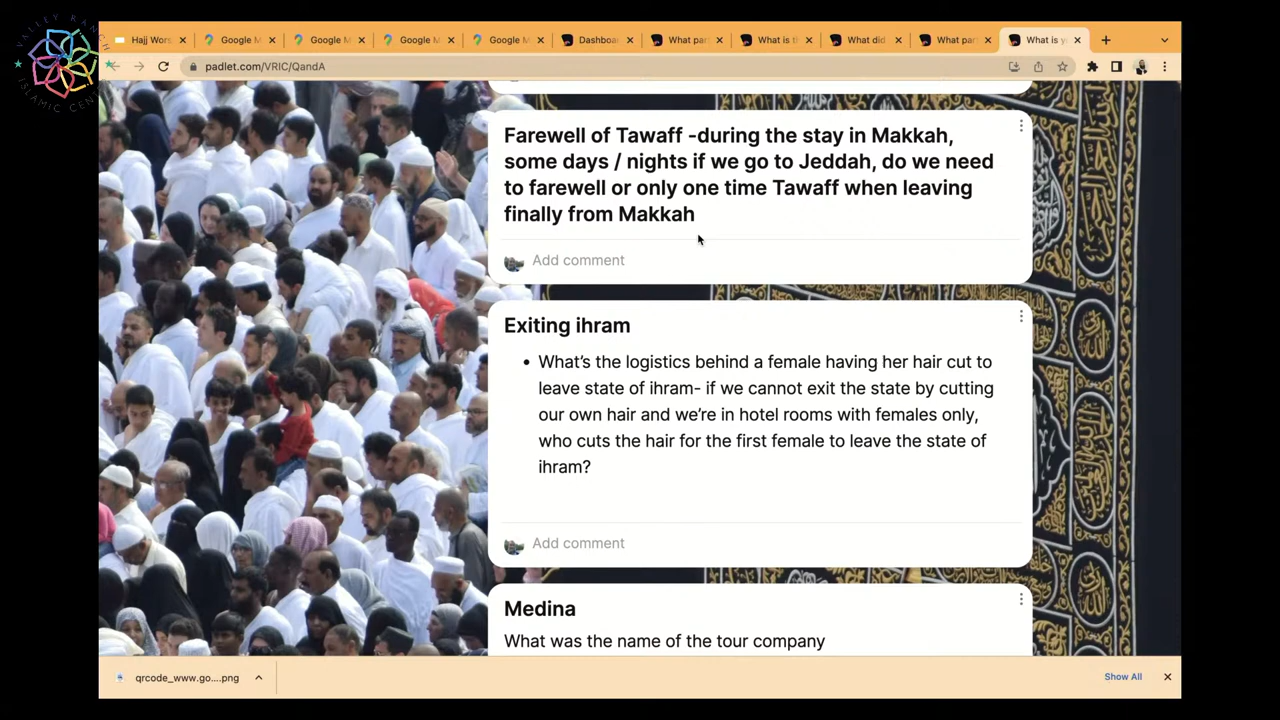 VALLEY RANCH
ISLAMIC CENTER
Hajj Wors
Google M
Google M
Google M
Google M
Dashboa
What par
What is t
What did
What par
What is y
padlet.com/VRIC/QandA
Farewell of Tawaff -during the stay in Makkah,
some days / nights if we go to Jeddah, do we need
to farewell or only one time Tawaff when leaving
finally from Makkah
Add comment
Exiting ihram
• What’s the logistics behind a female having her hair cut to
leave state of ihram- if we cannot exit the state by cutting
our own hair and we’re in hotel rooms with females only,
who cuts the hair for the first female to leave the state of
ihram?
Add comment
Medina
What was the name of the tour company
qrcode_www.go....png
Show All